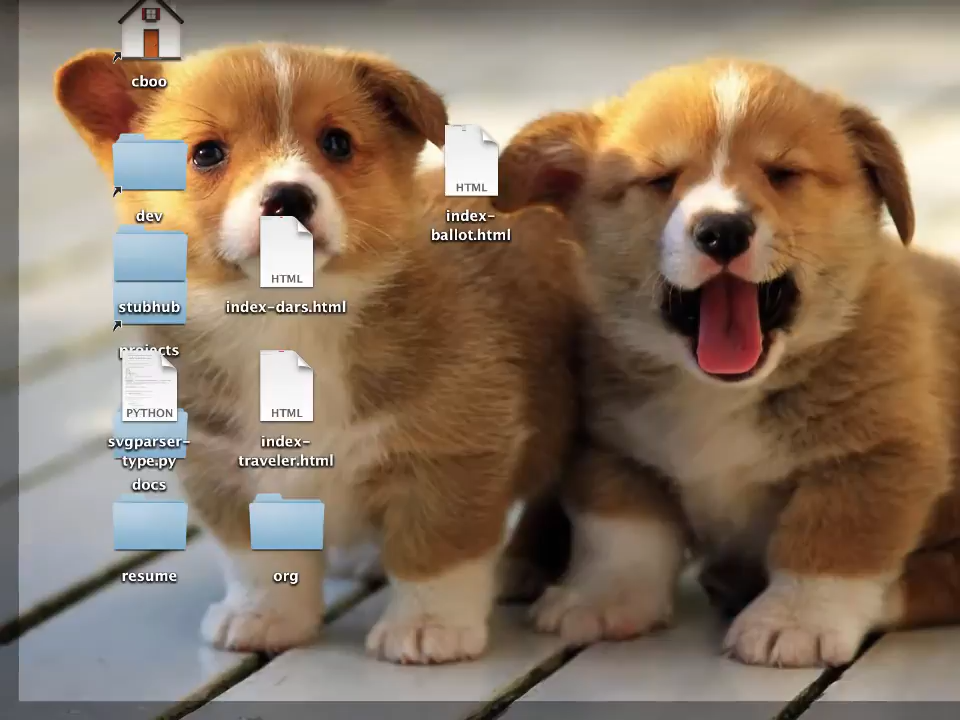 cboo
dev
HTML
index-
ballot.html
HTML
stubhub
index-dars.html
projects
PYTHON
HTML
svgparser-
type.py
index-
traveler.html
docs
resume
org